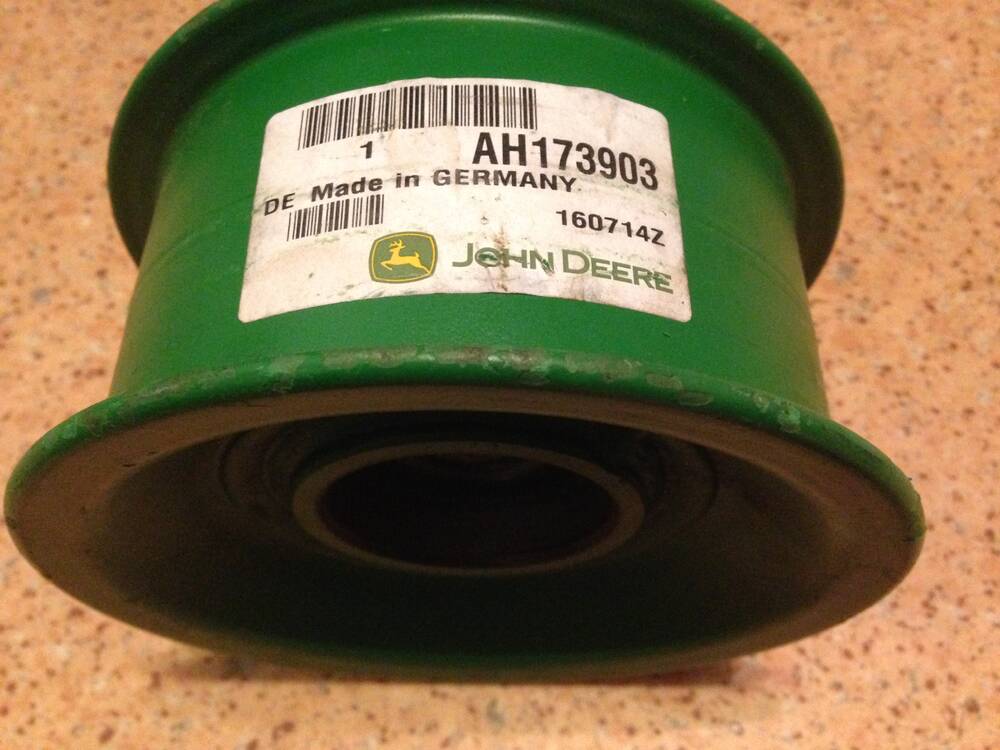 1 AH173903
DE Made in GERMANY
160714Z
JOHN DEERE